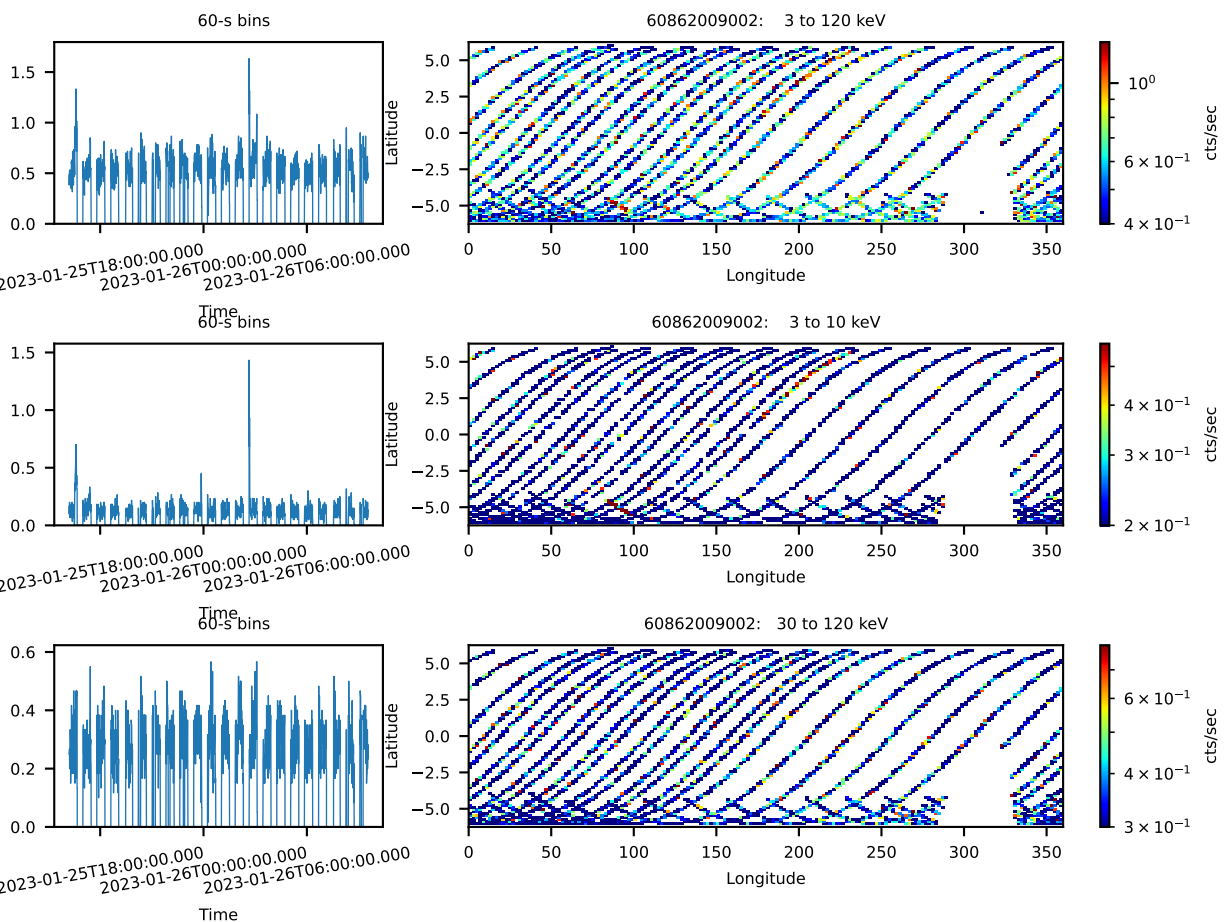 60-s bins
60862009002:    3 to 120 keV
1.5
1.0
0.5
0.0
2023-01-25T18:00:00.000
2023-01-26T00:00:00.000
2023-01-26T06:00:00.000
Time
Latitude
5.0
2.5
0.0
−2.5
−5.0
0 50 100 150 200 250 300 350
Longitude
10⁰
6 × 10⁻¹
4 × 10⁻¹
cts/sec
60-s bins
60862009002:    3 to 10 keV
1.5
1.0
0.5
0.0
2023-01-25T18:00:00.000
2023-01-26T00:00:00.000
2023-01-26T06:00:00.000
Time
Latitude
5.0
2.5
0.0
−2.5
−5.0
0 50 100 150 200 250 300 350
Longitude
4 × 10⁻¹
3 × 10⁻¹
2 × 10⁻¹
cts/sec
60-s bins
60862009002:   30 to 120 keV
0.6
0.4
0.2
0.0
2023-01-25T18:00:00.000
2023-01-26T00:00:00.000
2023-01-26T06:00:00.000
Time
Latitude
5.0
2.5
0.0
−2.5
−5.0
0 50 100 150 200 250 300 350
Longitude
6 × 10⁻¹
4 × 10⁻¹
3 × 10⁻¹
cts/sec